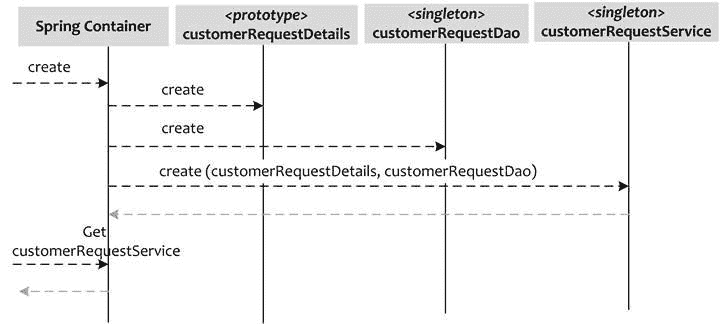 Spring Container
<prototype>
customerRequestDetails
<singleton>
customerRequestDao
<singleton>
customerRequestService
create
create
create
create (customerRequestDetails, customerRequestDao)
Get
customerRequestService